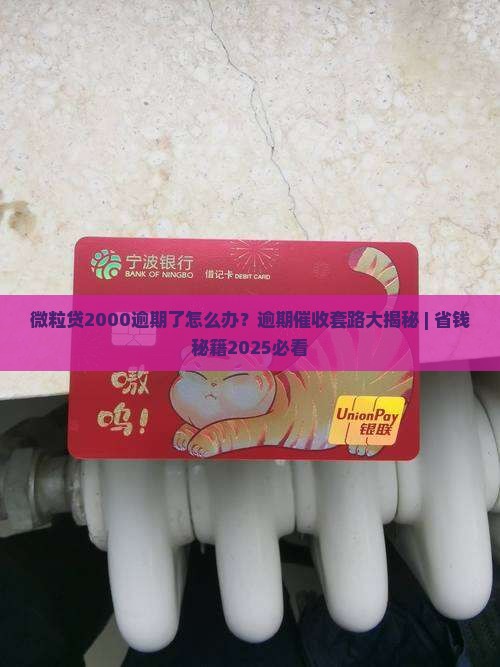 宁波银行
BANK OF NINGBO
借记卡 DEBIT CARD
微粒贷2000逾期了怎么办？逾期催收套路大揭秘 | 省钱
秘籍2025必看
嗷
呜！
UnionPay
银联